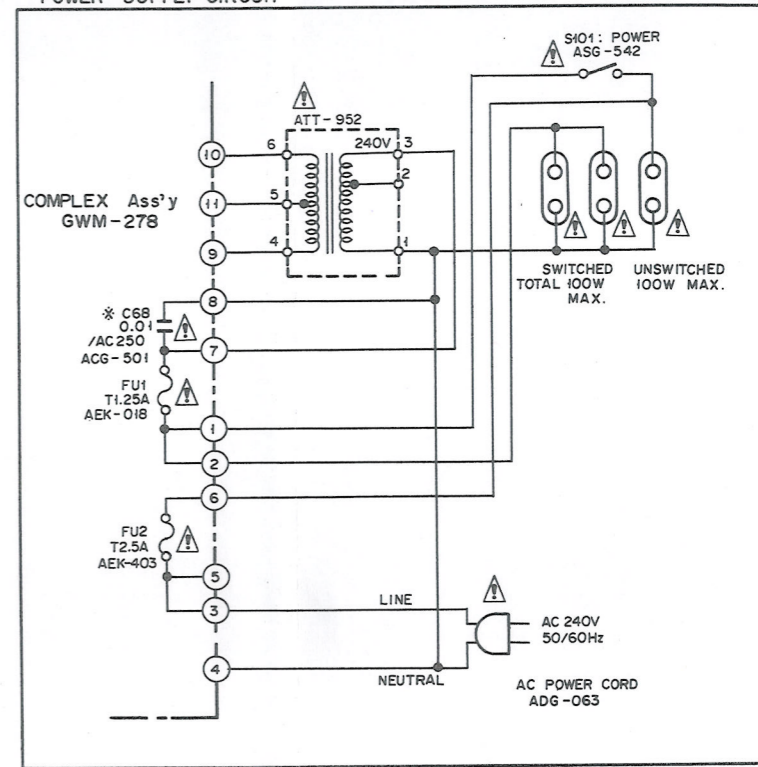 POWER SUPPLY CIRCUIT
S101: POWER
ASG-542
ATT-952
10
6
240V
3
2
COMPLEX Ass'y
GWM-278
11
5
9
4
1
SWITCHED
TOTAL 100W
MAX.
UNSWITCHED
100W MAX.
8
※ C68
0.01
/AC250
ACG-501
7
FU1
T1.25A
AEK-018
1
2
6
FU2
T2.5A
AEK-403
5
3
LINE
AC 240V
50/60Hz
4
NEUTRAL
AC POWER CORD
ADG-063